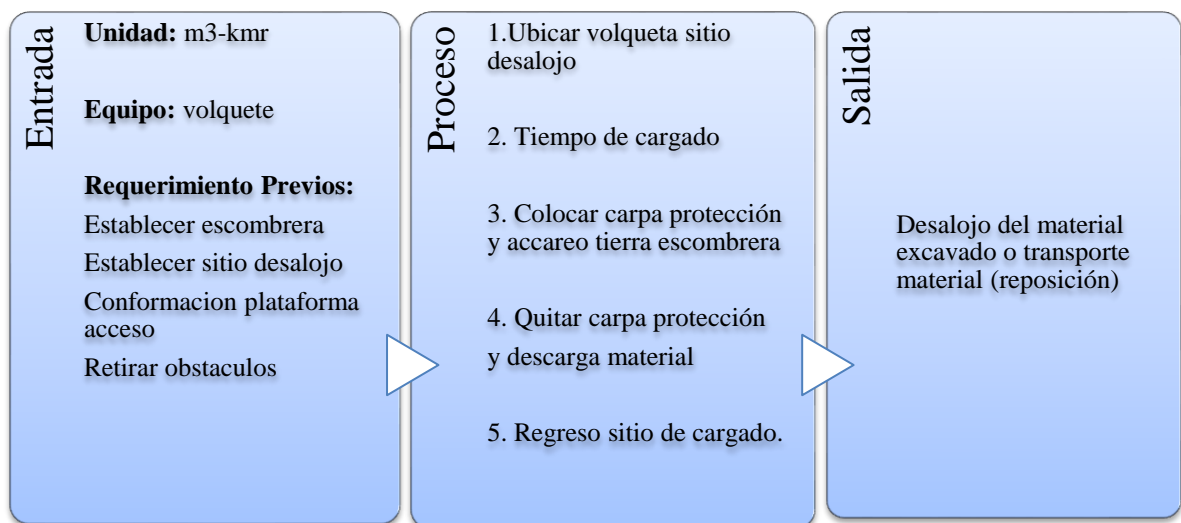 Entrada
Unidad: m3-kmr
Equipo: volquete
Requerimiento Previos:
Establecer escombrera
Establecer sitio desalojo
Conformacion plataforma
acceso
Retirar obstaculos
Proceso
1.Ubicar volqueta sitio
desalojo
2. Tiempo de cargado
3. Colocar carpa protección
y accareo tierra escombrera
4. Quitar carpa protección
y descarga material
5. Regreso sitio de cargado.
Salida
Desalojo del material
excavado o transporte
material (reposición)